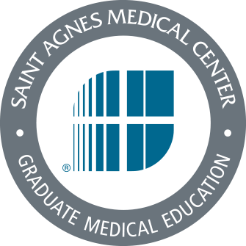 SAINT AGNES MEDICAL CENTER
®
• GRADUATE MEDICAL EDUCATION •